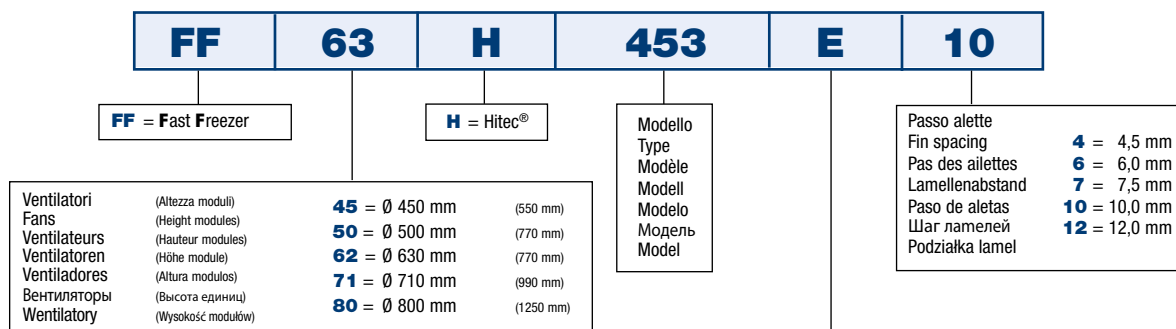 FF 63 H 453 E 10
FF = Fast Freezer
H = Hitec®
Modello
Type
Modèle
Modell
Modelo
Модель
Model
Passo alette
Fin spacing 4 = 4,5 mm
Pas des ailettes 6 = 6,0 mm
Lamellenabstand 7 = 7,5 mm
Paso de aletas 10 = 10,0 mm
Шаг ламелей 12 = 12,0 mm
Podziałka lamel
Ventilatori (Altezza moduli) 45 = Ø 450 mm (550 mm)
Fans (Height modules)
Ventilateurs (Hauteur modules) 50 = Ø 500 mm (770 mm)
Ventilatoren (Höhe module) 62 = Ø 630 mm (770 mm)
Ventiladores (Altura modulos) 71 = Ø 710 mm (990 mm)
Вентиляторы (Высота единиц) 80 = Ø 800 mm (1250 mm)
Wentilatory (Wysokość modułów)